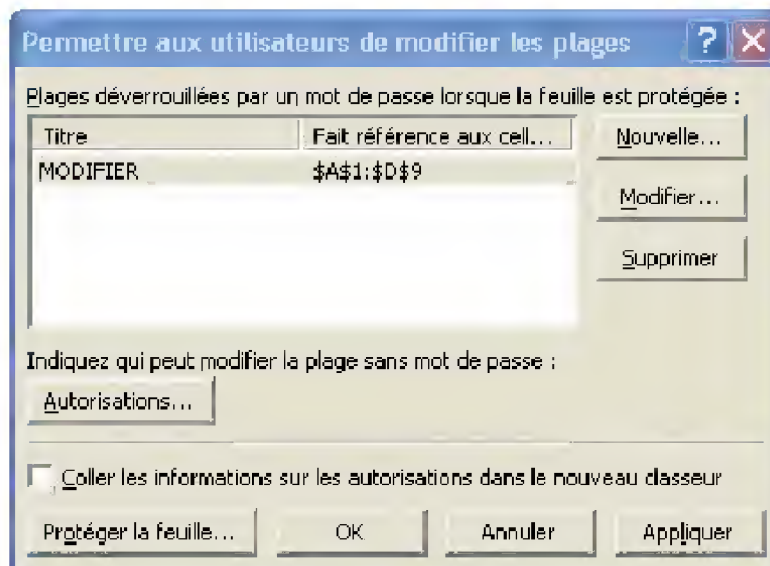 Permettre aux utilisateurs de modifier les plages
Plages déverrouillées par un mot de passe lorsque la feuille est protégée :
Titre Fait référence aux cell... Nouvelle...
MODIFIER $A$1:$D$9
Modifier...
Supprimer
Indiquez qui peut modifier la plage sans mot de passe :
Autorisations...
Coller les informations sur les autorisations dans le nouveau classeur
Protéger la feuille... OK Annuler Appliquer